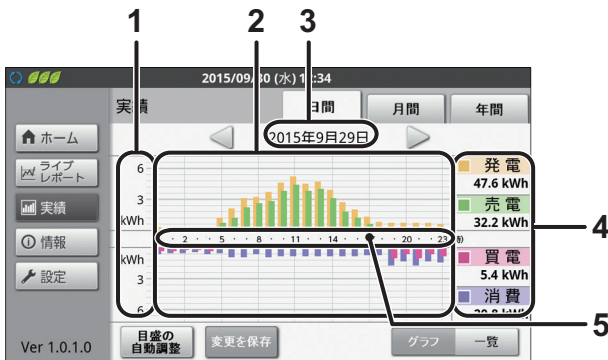 1 2 3
2015/09/30 (水) 1 :34
実績 日間 月間 年間
2015年9月29日
ホーム
ライブ
レポート
実績
情報
設定
6
3
kWh
2 5 8 11 14 20 23 時)
kWh
3
6
発電
47.6 kWh
売電
32.2 kWh
買電
5.4 kWh
消費
4
5
目盛の
自動調整
変更を保存
グラフ 一覧
Ver 1.0.1.0